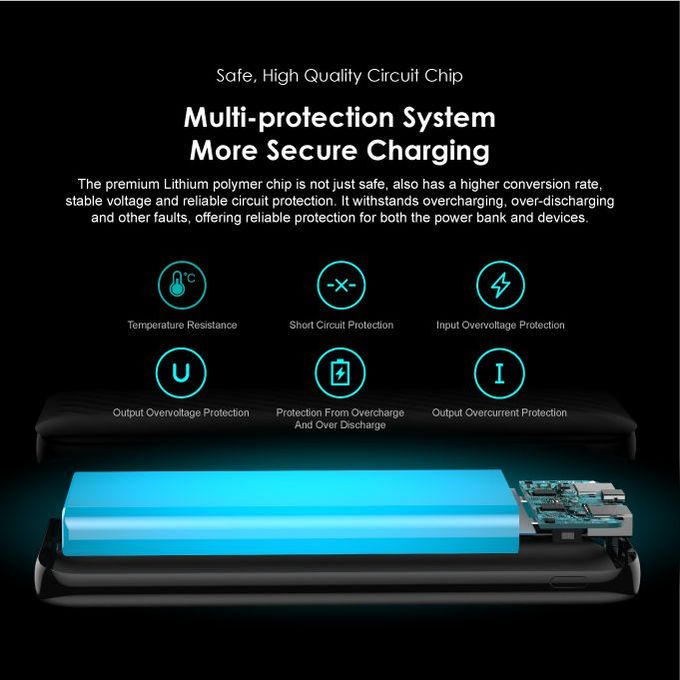 Safe, High Quality Circuit Chip
Multi-protection System
More Secure Charging
The premium Lithium polymer chip is not just safe, also has a higher conversion rate,
stable voltage and reliable circuit protection. It withstands overcharging, over-discharging
and other faults, offering reliable protection for both the power bank and devices.
°C
Temperature Resistance
Short Circuit Protection
Input Overvoltage Protection
U
I
Output Overvoltage Protection
Protection From Overcharge
And Over Discharge
Output Overcurrent Protection